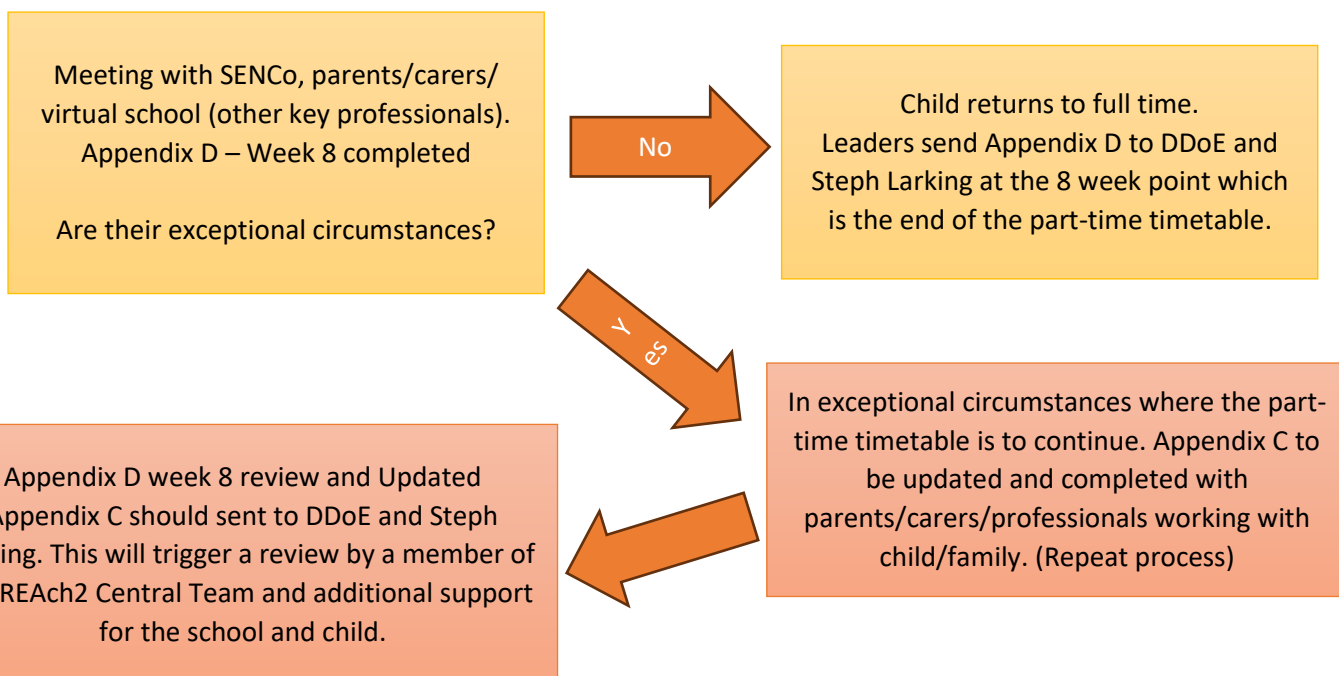 Meeting with SENCo, parents/carers/
virtual school (other key professionals).
Appendix D – Week 8 completed
Are their exceptional circumstances?
No
Child returns to full time.
Leaders send Appendix D to DDoE and
Steph Larking at the 8 week point which
is the end of the part-time timetable.
Y
es
In exceptional circumstances where the part-
time timetable is to continue. Appendix C to
be updated and completed with
parents/carers/professionals working with
child/family. (Repeat process)
Appendix D week 8 review and Updated
Appendix C should sent to DDoE and Steph
ing. This will trigger a review by a member of
REAch2 Central Team and additional support
for the school and child.